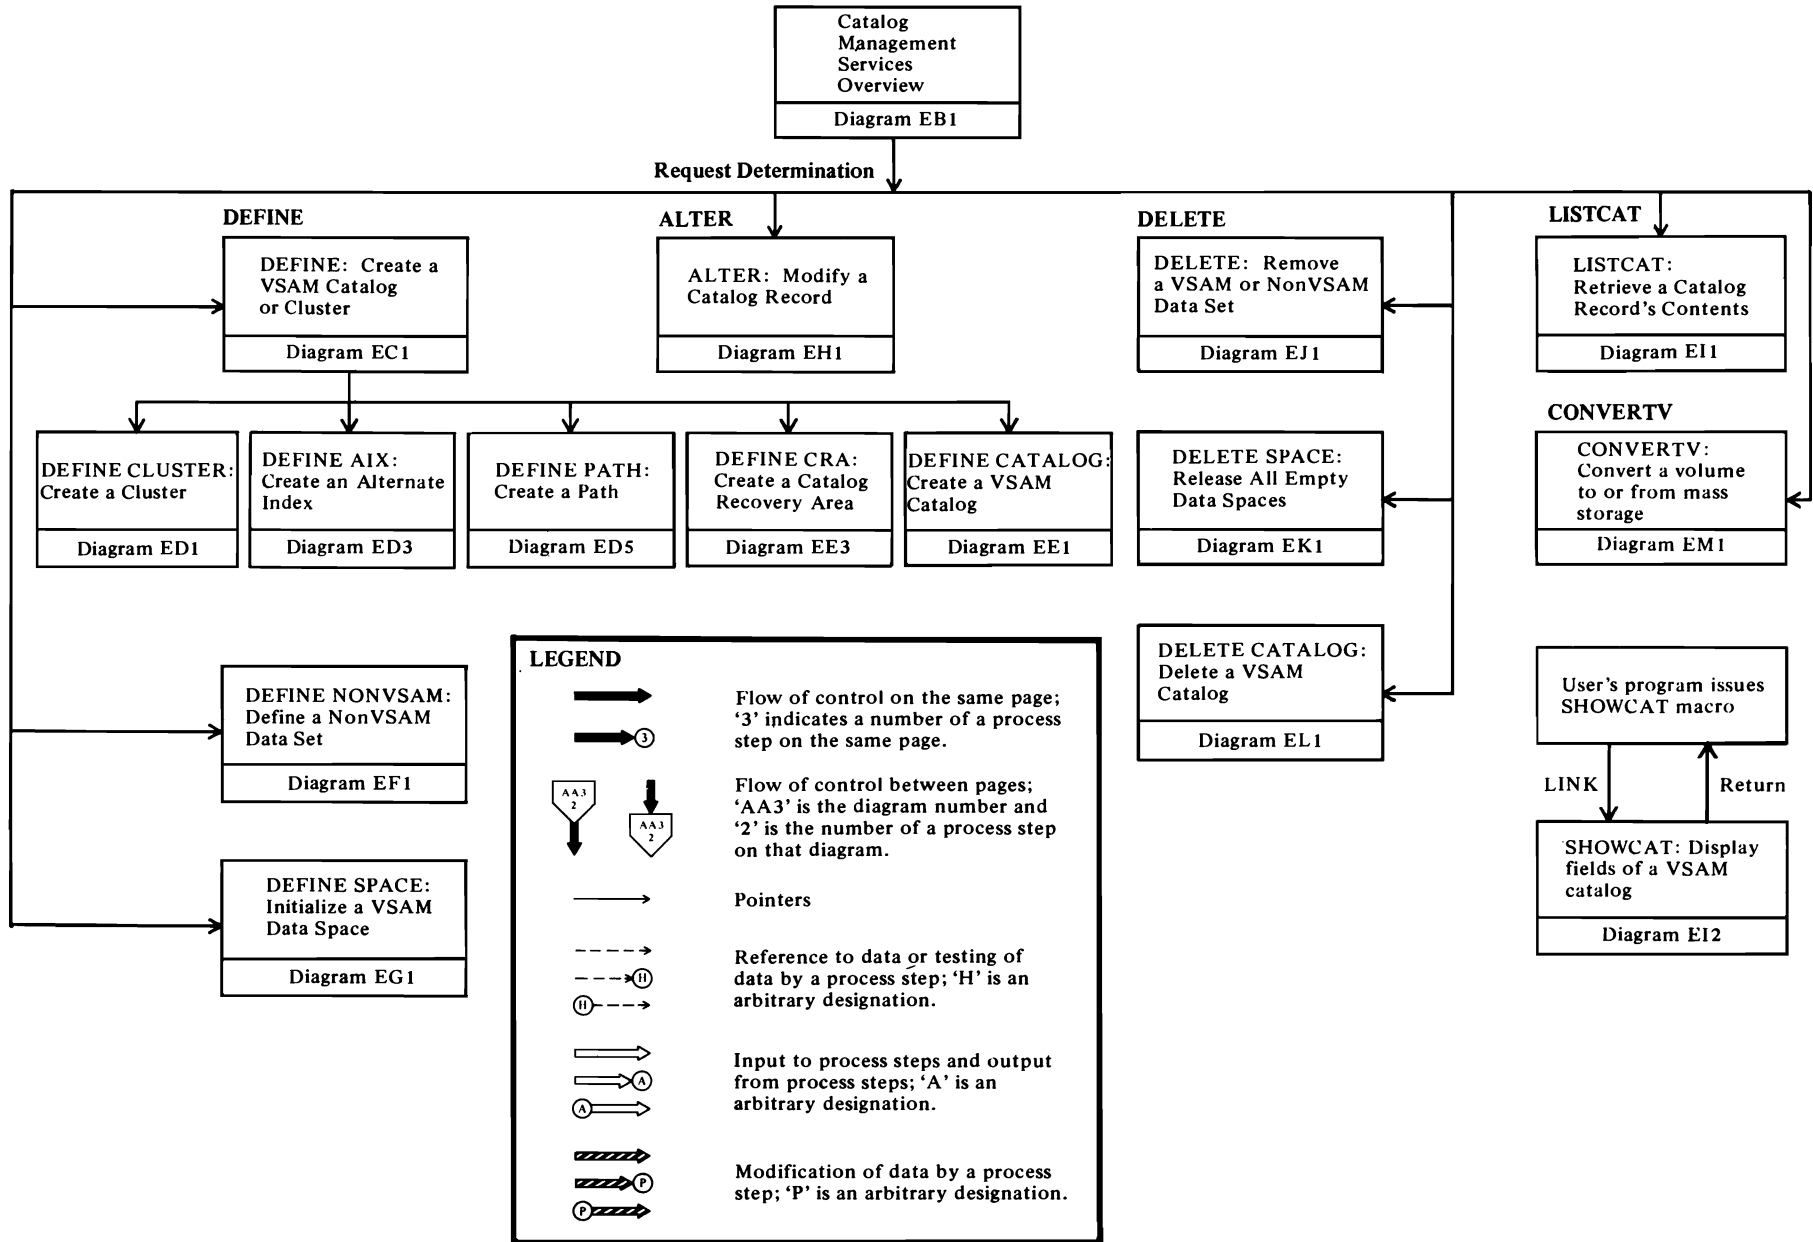 Catalog
Management
Services
Overview
Diagram EB1
Request Determination
DEFINE
DEFINE: Create a
VSAM Catalog
or Cluster
Diagram EC1
ALTER
ALTER: Modify a
Catalog Record
Diagram EH1
DELETE
DELETE: Remove
a VSAM or NonVSAM
Data Set
Diagram EJ1
LISTCAT
LISTCAT:
Retrieve a Catalog
Record's Contents
Diagram EI1
DEFINE CLUSTER:
Create a Cluster
Diagram ED1
DEFINE AIX:
Create an Alternate
Index
Diagram ED3
DEFINE PATH:
Create a Path
Diagram ED5
DEFINE CRA:
Create a Catalog
Recovery Area
Diagram EE3
DEFINE CATALOG:
Create a VSAM
Catalog
Diagram EE1
DELETE SPACE:
Release All Empty
Data Spaces
Diagram EK1
CONVERTV
CONVERTV:
Convert a volume
to or from mass
storage
Diagram EM1
DEFINE NONVSAM:
Define a NonVSAM
Data Set
Diagram EF1
DEFINE SPACE:
Initialize a VSAM
Data Space
Diagram EG1
DELETE CATALOG:
Delete a VSAM
Catalog
Diagram EL1
User's program issues
SHOWCAT macro
LINK
Return
SHOWCAT: Display
fields of a VSAM
catalog
Diagram EI2
LEGEND
Flow of control on the same page;
3
‘3’ indicates a number of a process
step on the same page.
AA3
2
AA3
2
Flow of control between pages;
‘AA3’ is the diagram number and
‘2’ is the number of a process step
on that diagram.
Pointers
H
H
Reference to data or testing of
data by a process step; ‘H’ is an
arbitrary designation.
A
A
Input to process steps and output
from process steps; ‘A’ is an
arbitrary designation.
P
P
Modification of data by a process
step; ‘P’ is an arbitrary designation.